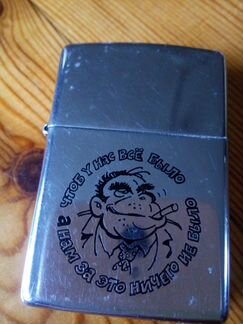 чтоб у нас всё было
а нам за это ничего не было